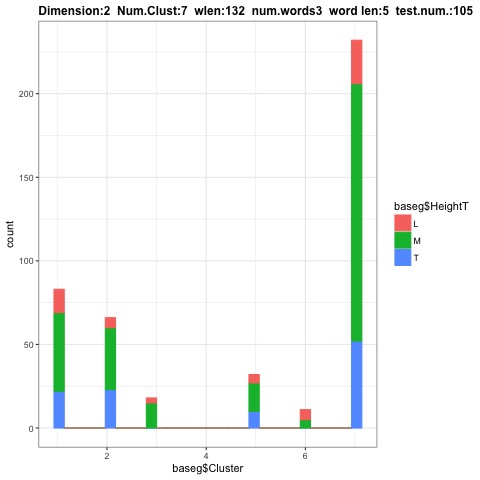 Dimension:2 Num.Clust:7 wlen:132 num.words3 word len:5 test.num.:105
200
150
100
50
0
count
2 4 6
baseg$Cluster
baseg$HeightT
L
M
T